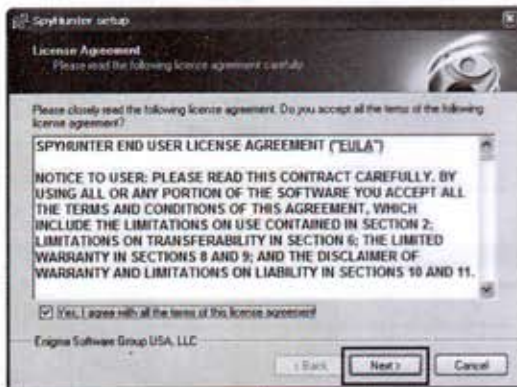 SpyHunter setup
License Agreement
Please read the following licence agreement carefully.
Please closely read the following license agreement. Do you accept all the terms of the following
license agreement?
SPYHUNTER END USER LICENSE AGREEMENT ("EULA")
NOTICE TO USER: PLEASE READ THIS CONTRACT CAREFULLY. BY
USING ALL OR ANY PORTION OF THE SOFTWARE YOU ACCEPT ALL
THE TERMS AND CONDITIONS OF THIS AGREEMENT, WHICH
INCLUDE THE LIMITATIONS ON USE CONTAINED IN SECTION 2;
LIMITATIONS ON TRANSFERABILITY IN SECTION 6; THE LIMITED
WARRANTY IN SECTIONS 8 AND 9; AND THE DISCLAIMER OF
WARRANTY AND LIMITATIONS ON LIABILITY IN SECTIONS 10 AND 11.
Yes, I agree with all the terms of this license agreement
Enigma Software Group USA, LLC
< Back Next > Cancel